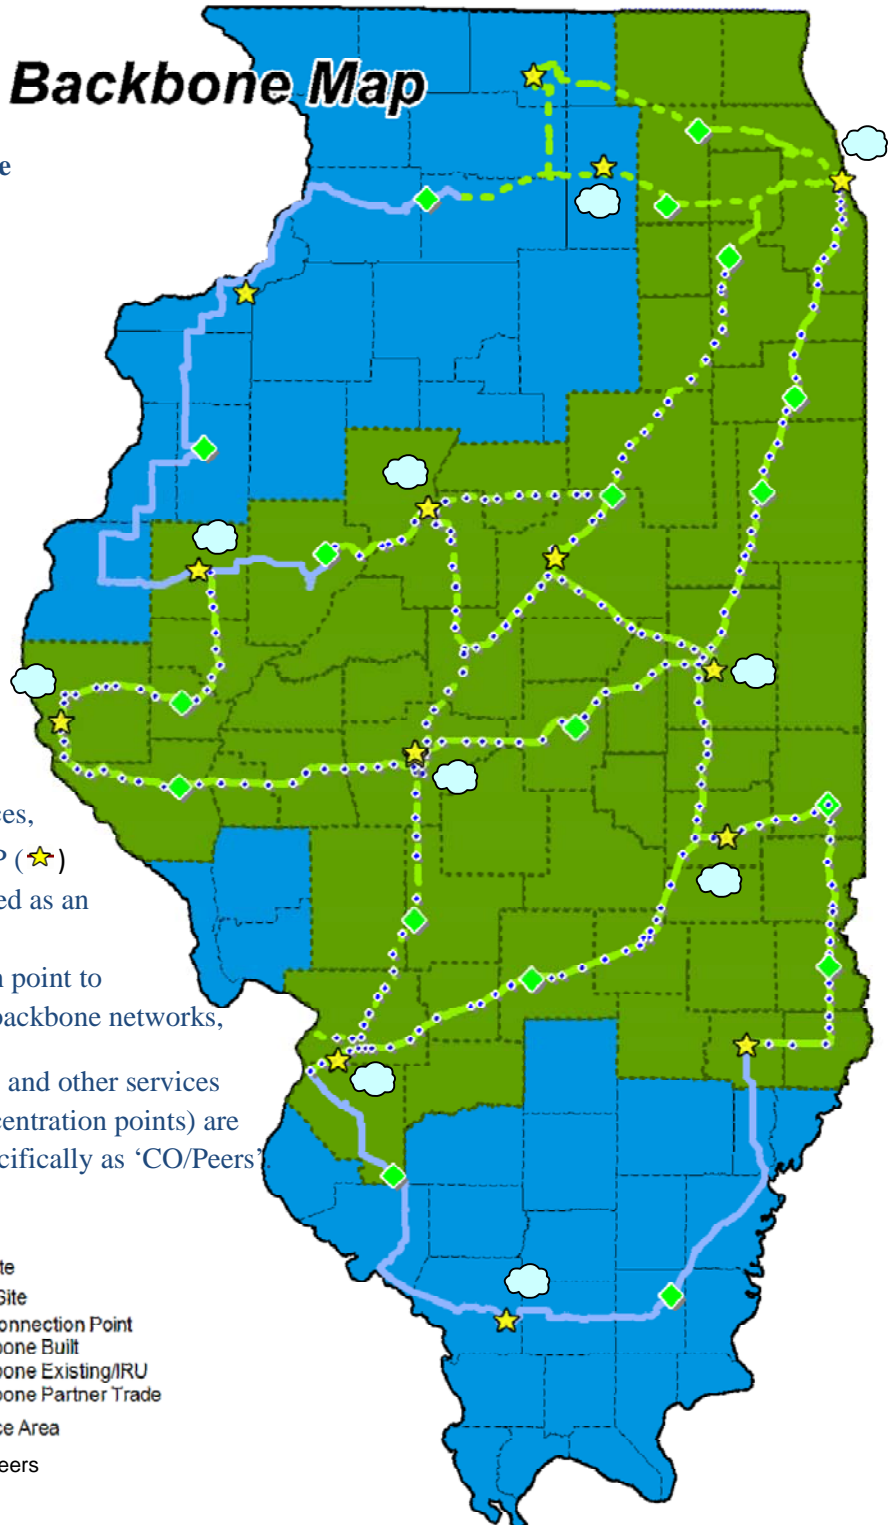 Backbone Map
e
ces,
P ( )
ed as an
n point to
backbone networks,
and other services
centration points) are
cifically as ‘CO/Peers’
te
Site
onnection Point
bone Built
bone Existing/IRU
bone Partner Trade
ce Area
eers